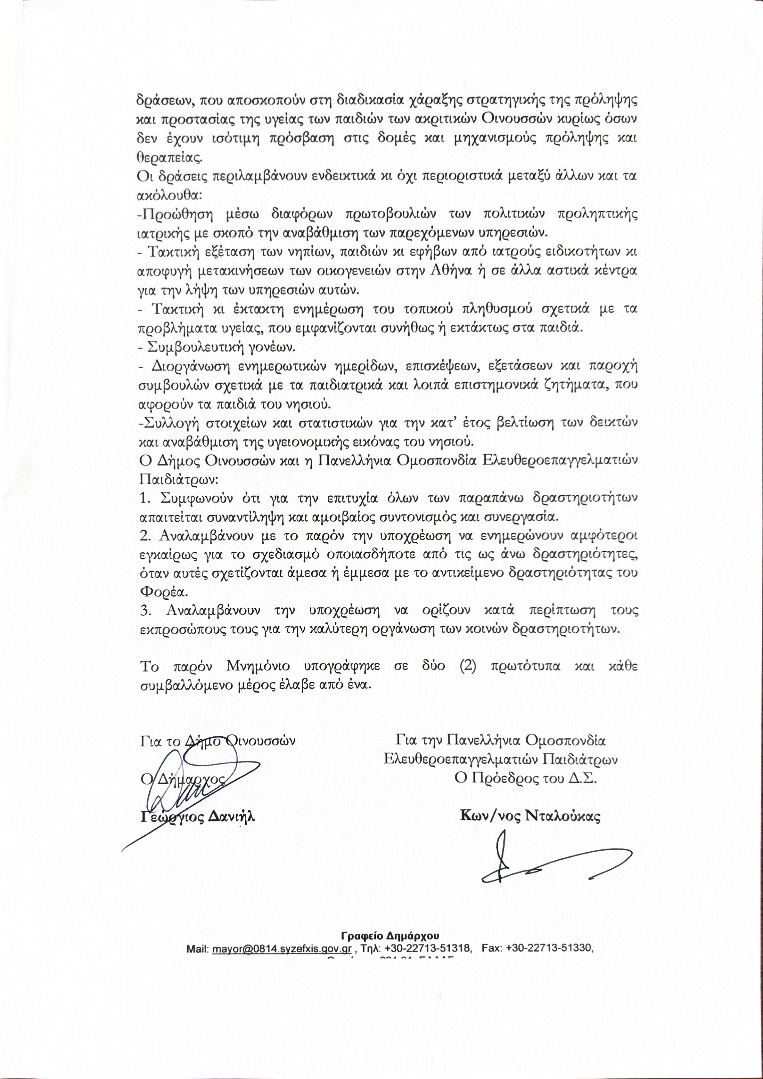 δράσεων, που αποσκοπούν στη διαδικασία χάραξης στρατηγικής της πρόληψης
και προστασίας της υγείας των παιδιών των ακριτικών Οινουσσών κυρίως όσων
δεν έχουν ισότιμη πρόσβαση στις δομές και μηχανισμούς πρόληψης και
θεραπείας.
Οι δράσεις περιλαμβάνουν ενδεικτικά κι όχι περιοριστικά μεταξύ άλλων και τα
ακόλουθα:
-Προώθηση μέσω διαφόρων πρωτοβουλιών των πολιτικών προληπτικής
ιατρικής με σκοπό την αναβάθμιση των παρεχόμενων υπηρεσιών.
- Τακτική εξέταση των νηπίων, παιδιών κι εφήβων από ιατρούς ειδικοτήτων κι
αποφυγή μετακινήσεων των οικογενειών στην Αθήνα ή σε άλλα αστικά κέντρα
για την λήψη των υπηρεσιών αυτών.
- Τακτική κι έκτακτη ενημέρωση του τοπικού πληθυσμού σχετικά με τα
προβλήματα υγείας, που εμφανίζονται συνήθως ή εκτάκτως στα παιδιά.
- Συμβουλευτική γονέων.
- Διοργάνωση ενημερωτικών ημερίδων, επισκέψεων, εξετάσεων και παροχή
συμβουλών σχετικά με τα παιδιατρικά και λοιπά επιστημονικά ζητήματα, που
αφορούν τα παιδιά του νησιού.
-Συλλογή στοιχείων και στατιστικών για την κατ’ έτος βελτίωση των δεικτών
και αναβάθμιση της υγειονομικής εικόνας του νησιού.
Ο Δήμος Οινουσσών και η Πανελλήνια Ομοσπονδία Ελευθεροεπαγγελματιών
Παιδιάτρων:
1. Συμφωνούν ότι για την επιτυχία όλων των παραπάνω δραστηριοτήτων
απαιτείται συναντίληψη και αμοιβαίος συντονισμός και συνεργασία.
2. Αναλαμβάνουν με το παρόν την υποχρέωση να ενημερώνουν αμφότεροι
εγκαίρως για το σχεδιασμό οποιασδήποτε από τις ως άνω δραστηριότητες,
όταν αυτές σχετίζονται άμεσα ή έμμεσα με το αντικείμενο δραστηριότητας του
Φορέα.
3. Αναλαμβάνουν την υποχρέωση να ορίζουν κατά περίπτωση τους
εκπροσώπους τους για την καλύτερη οργάνωση των κοινών δραστηριοτήτων.
Το παρόν Μνημόνιο υπογράφηκε σε δύο (2) πρωτότυπα και κάθε
συμβαλλόμενο μέρος έλαβε από ένα.
Για το Δήμο Οινουσσών
Ο Δήμαρχος
Γεώργιος Δανιήλ
Για την Πανελλήνια Ομοσπονδία
Ελευθεροεπαγγελματιών Παιδιάτρων
Ο Πρόεδρος του Δ.Σ.
Κων/νος Νταλούκας
Γραφείο Δημάρχου
Mail: mayor@0814.syzefxis.gov.gr , Τηλ: +30-22713-51318, Fax: +30-22713-51330,